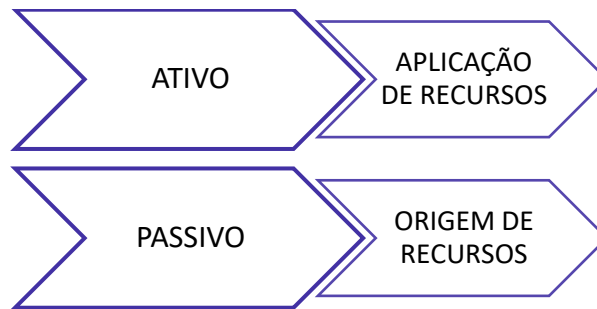 ATIVO
APLICAÇÃO
DE RECURSOS
PASSIVO
ORIGEM DE
RECURSOS